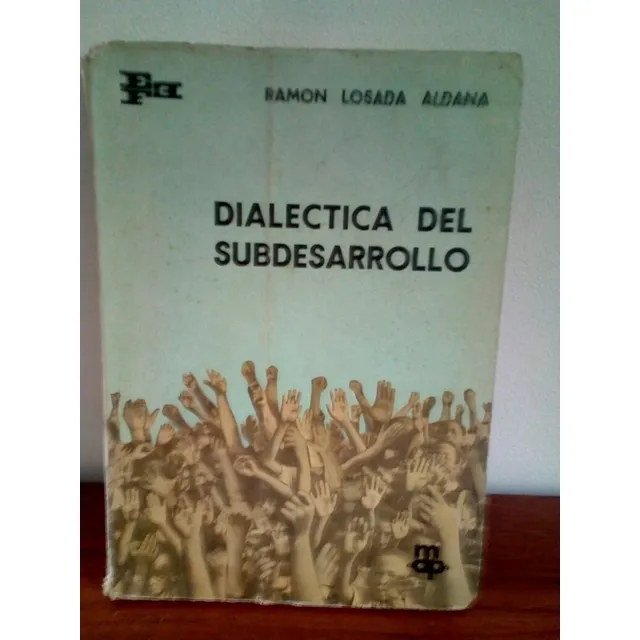 RAMON LOSADA ALDANA
DIALECTICA DEL
SUBDESARROLLO